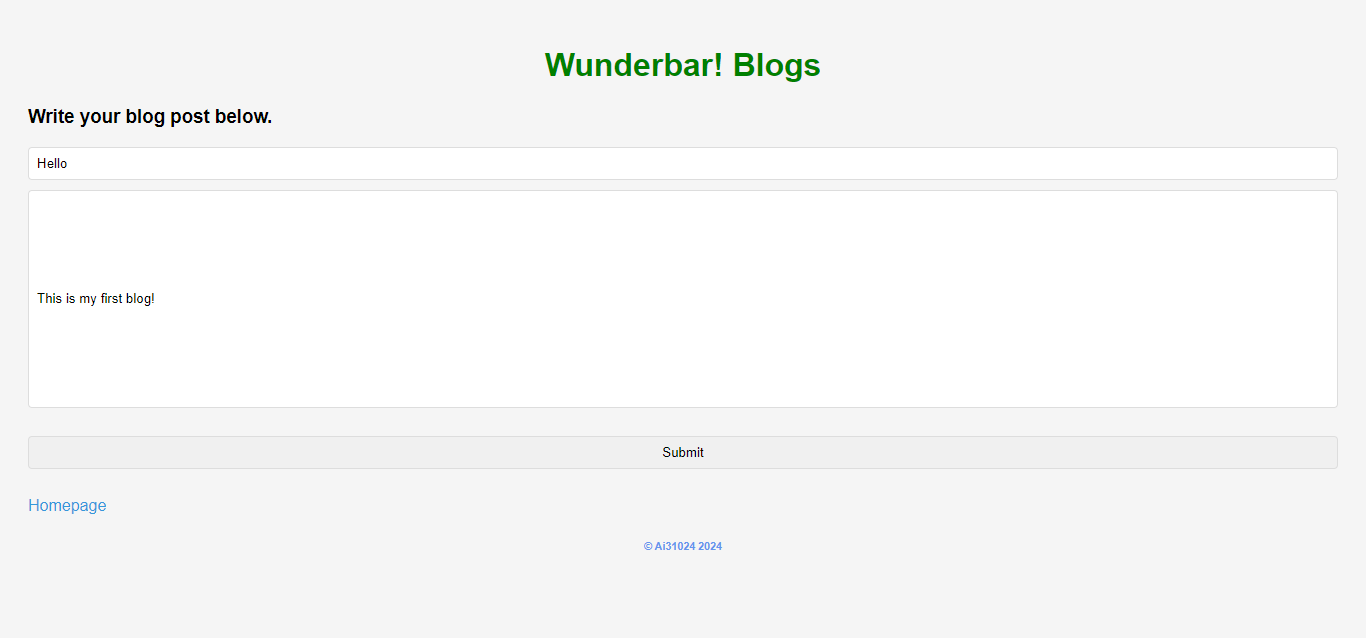 Wunderbar! Blogs
Write your blog post below.
Hello
This is my first blog!
Submit
Homepage
© Ai31024 2024